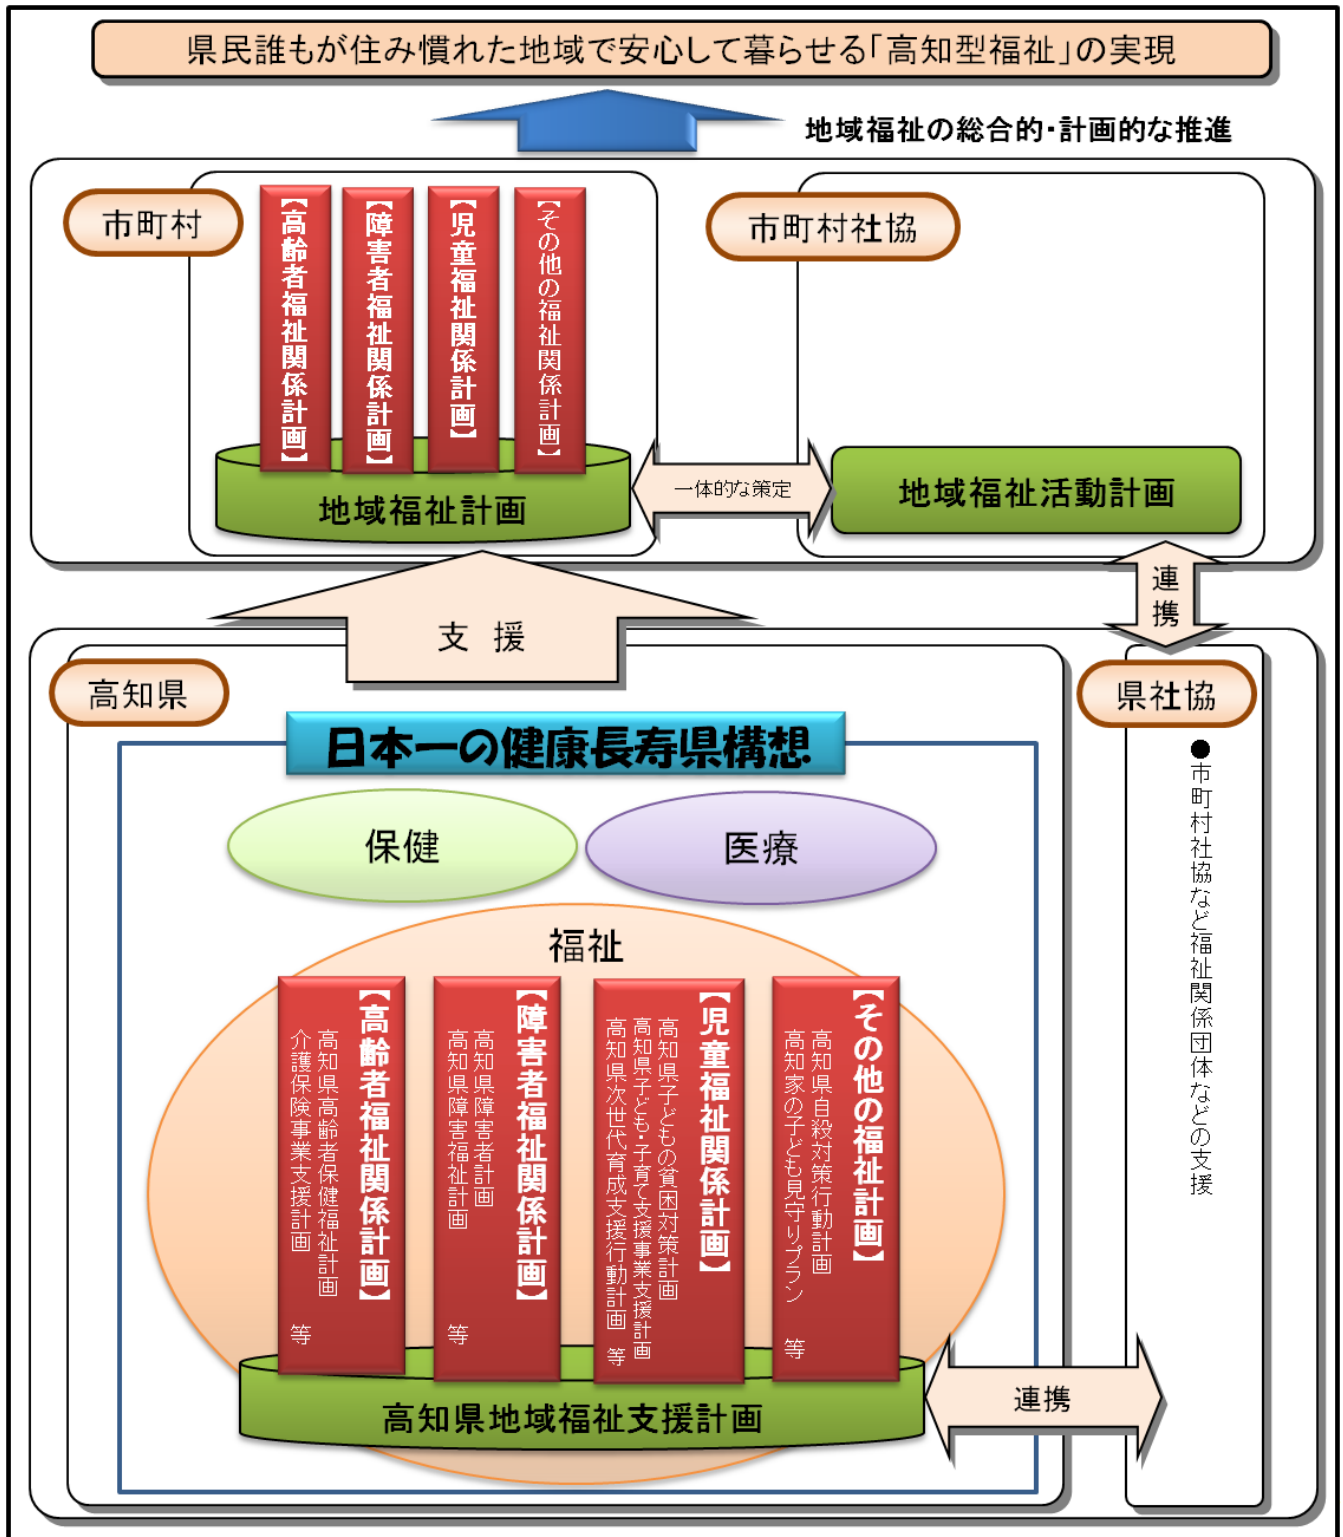 県民誰もが住み慣れた地域で安心して暮らせる「高知型福祉」の実現
地域福祉の総合的・計画的な推進
市町村
【高齢者福祉関係計画】
【障害者福祉関係計画】
【児童福祉関係計画】
【その他の福祉関係計画】
地域福祉計画
一体的な策定
市町村社協
地域福祉活動計画
支 援
連携
高知県
日本一の健康長寿県構想
保健
医療
福祉
【高齢者福祉関係計画】
高知県高齢者保健福祉計画
介護保険事業支援計画 等
【障害者福祉関係計画】
高知県障害者計画
高知県障害福祉計画 等
【児童福祉関係計画】
高知県子どもの貧困対策計画
高知県子ども・子育て支援事業支援計画
高知県次世代育成支援行動計画 等
【その他の福祉計画】
高知県自殺対策行動計画
高知家の子ども見守りプラン 等
高知県地域福祉支援計画
連携
県社協
●市町村社協など福祉関係団体などの支援